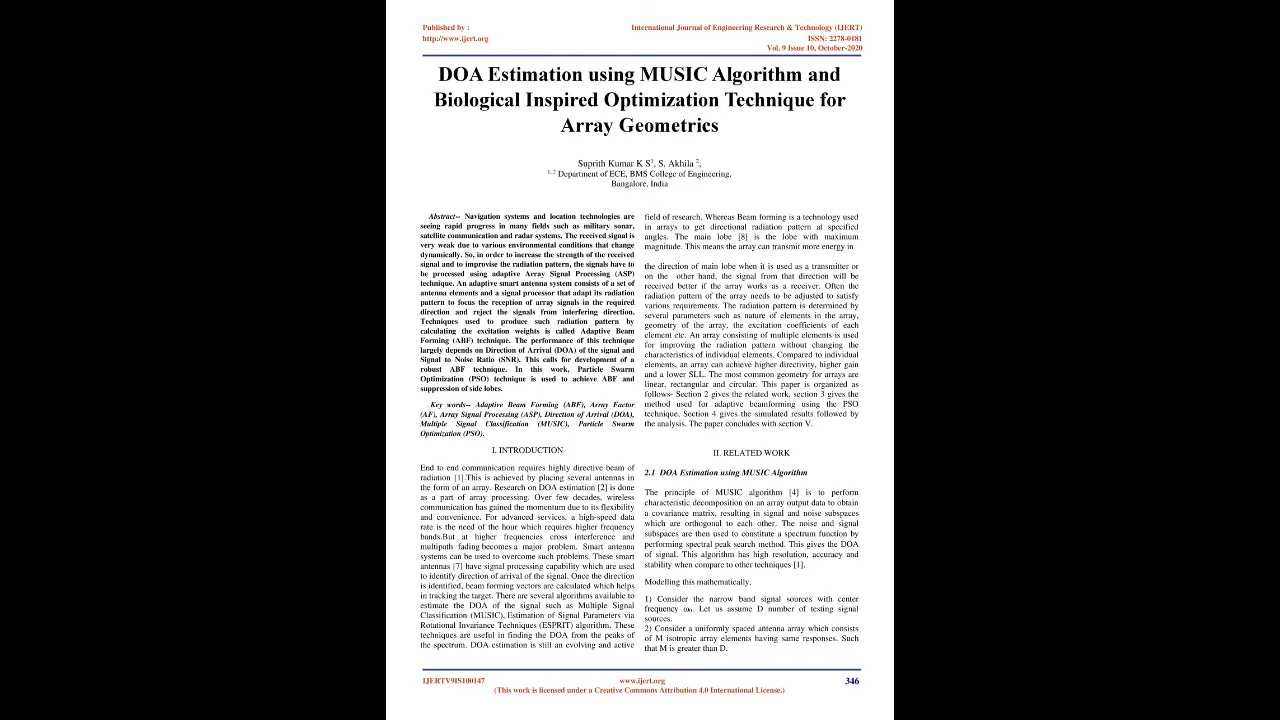 Published by :
http://www.ijert.org
International Journal of Engineering Research & Technology (IJERT)
ISSN: 2278-0181
Vol. 9 Issue 10, October-2020
DOA Estimation using MUSIC Algorithm and
Biological Inspired Optimization Technique for
Array Geometrics
Suprith Kumar K S1, S. Akhila 2,
1, 2 Department of ECE, BMS College of Engineering,
Bangalore, India
Abstract-- Navigation systems and location technologies are
seeing rapid progress in many fields such as military sonar,
satellite communication and radar systems. The received signal is
very weak due to various environmental conditions that change
dynamically. So, in order to increase the strength of the received
signal and to improvise the radiation pattern, the signals have to
be processed using adaptive Array Signal Processing (ASP)
technique. An adaptive smart antenna system consists of a set of
antenna elements and a signal processor that adapt its radiation
pattern to focus the reception of array signals in the required
direction and reject the signals from interfering direction.
Techniques used to produce such radiation pattern by
calculating the excitation weights is called Adaptive Beam
Forming (ABF) technique. The performance of this technique
largely depends on Direction of Arrival (DOA) of the signal and
Signal to Noise Ratio (SNR). This calls for development of a
robust ABF technique. In this work, Particle Swarm
Optimization (PSO) technique is used to achieve ABF and
suppression of side lobes.
Key words-- Adaptive Beam Forming (ABF), Array Factor
(AF), Array Signal Processing (ASP), Direction of Arrival (DOA),
Multiple Signal Classification (MUSIC), Particle Swarm
Optimization (PSO).
I. INTRODUCTION
End to end communication requires highly directive beam of
radiation [1].This is achieved by placing several antennas in
the form of an array. Research on DOA estimation [2] is done
as a part of array processing. Over few decades, wireless
communication has gained the momentum due to its flexibility
and convenience. For advanced services, a high-speed data
rate is the need of the hour which requires higher frequency
bands.But at higher frequencies cross interference and
multipath fading becomes a major problem. Smart antenna
systems can be used to overcome such problems. These smart
antennas [7] have signal processing capability which are used
to identify direction of arrival of the signal. Once the direction
is identified, beam forming vectors are calculated which helps
in tracking the target. There are several algorithms available to
estimate the DOA of the signal such as Multiple Signal
Classification (MUSIC), Estimation of Signal Parameters via
Rotational Invariance Techniques (ESPRIT) algorithm. These
techniques are useful in finding the DOA from the peaks of
the spectrum. DOA estimation is still an evolving and active
field of research. Whereas Beam forming is a technology used
in arrays to get directional radiation pattern at specified
angles. The main lobe [8] is the lobe with maximum
magnitude. This means the array can transmit more energy in
the direction of main lobe when it is used as a transmitter or
on the other hand, the signal from that direction will be
received better if the array works as a receiver. Often the
radiation pattern of the array needs to be adjusted to satisfy
various requirements. The radiation pattern is determined by
several parameters such as nature of elements in the array,
geometry of the array, the excitation coefficients of each
element etc. An array consisting of multiple elements is used
for improving the radiation pattern without changing the
characteristics of individual elements. Compared to individual
elements, an array can achieve higher directivity, higher gain
and a lower SLL. The most common geometry for arrays are
linear, rectangular and circular. This paper is organized as
follows- Section 2 gives the related work, section 3 gives the
method used for adaptive beamforming using the PSO
technique, Section 4 gives the simulated results followed by
the analysis. The paper concludes with section V.
II. RELATED WORK
2.1 DOA Estimation using MUSIC Algorithm
The principle of MUSIC algorithm [4] is to perform
characteristic decomposition on an array output data to obtain
a covariance matrix, resulting in signal and noise subspaces
which are orthogonal to each other. The noise and signal
subspaces are then used to constitute a spectrum function by
performing spectral peak search method. This gives the DOA
of signal. This algorithm has high resolution, accuracy and
stability when compare to other techniques [1].
Modelling this mathematically,
1) Consider the narrow band signal sources with center
frequency ω0. Let us assume D number of testing signal
sources.
2) Consider a uniformly spaced antenna array which consists
of M isotropic array elements having same responses. Such
that M is greater than D.
IJERTV9IS100147
www.ijert.org
346
(This work is licensed under a Creative Commons Attribution 4.0 International License.)